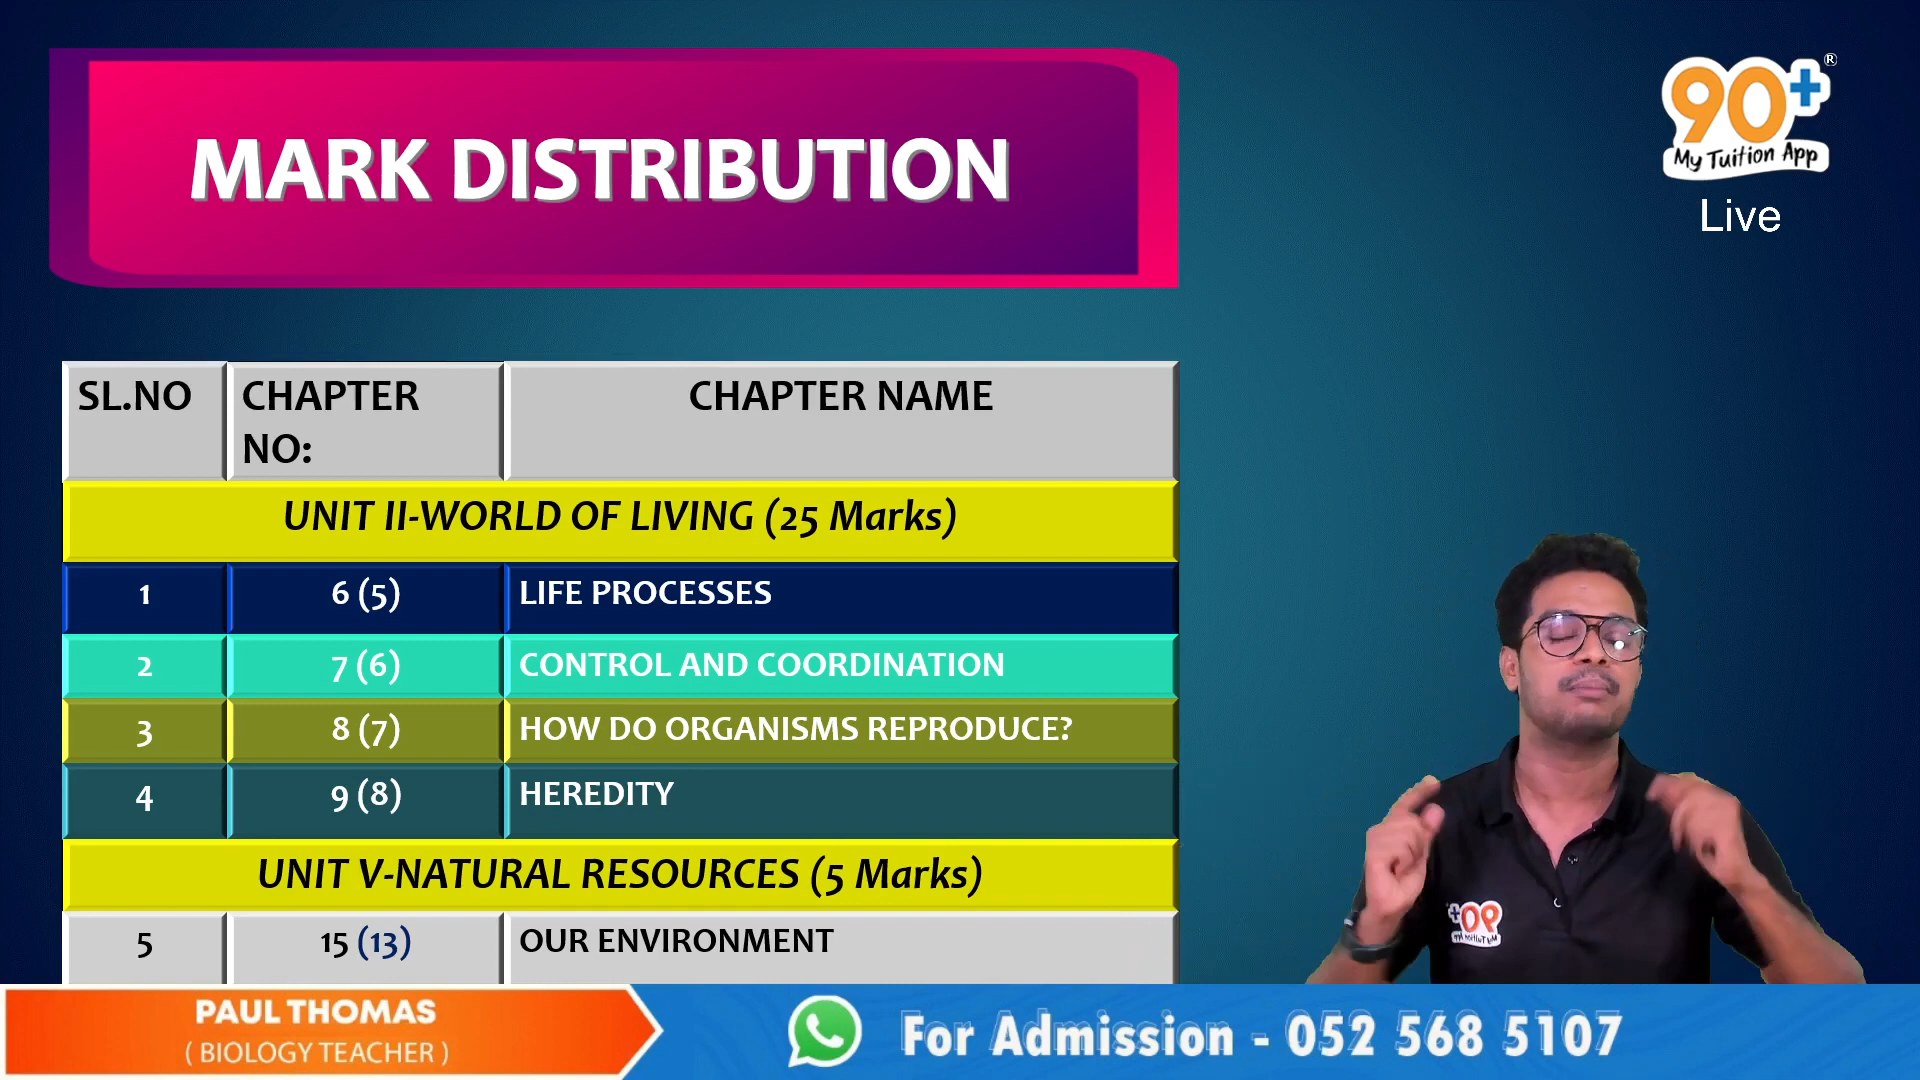 MARK DISTRIBUTION
90+
®
My Tuition App
Live
SL.NO
CHAPTER
NO:
CHAPTER NAME
UNIT II-WORLD OF LIVING (25 Marks)
1 6 (5) LIFE PROCESSES
2 7 (6) CONTROL AND COORDINATION
3 8 (7) HOW DO ORGANISMS REPRODUCE?
4 9 (8) HEREDITY
UNIT V-NATURAL RESOURCES (5 Marks)
5 15 (13) OUR ENVIRONMENT
90+
PAUL THOMAS
( BIOLOGY TEACHER )
For Admission - 052 568 5107